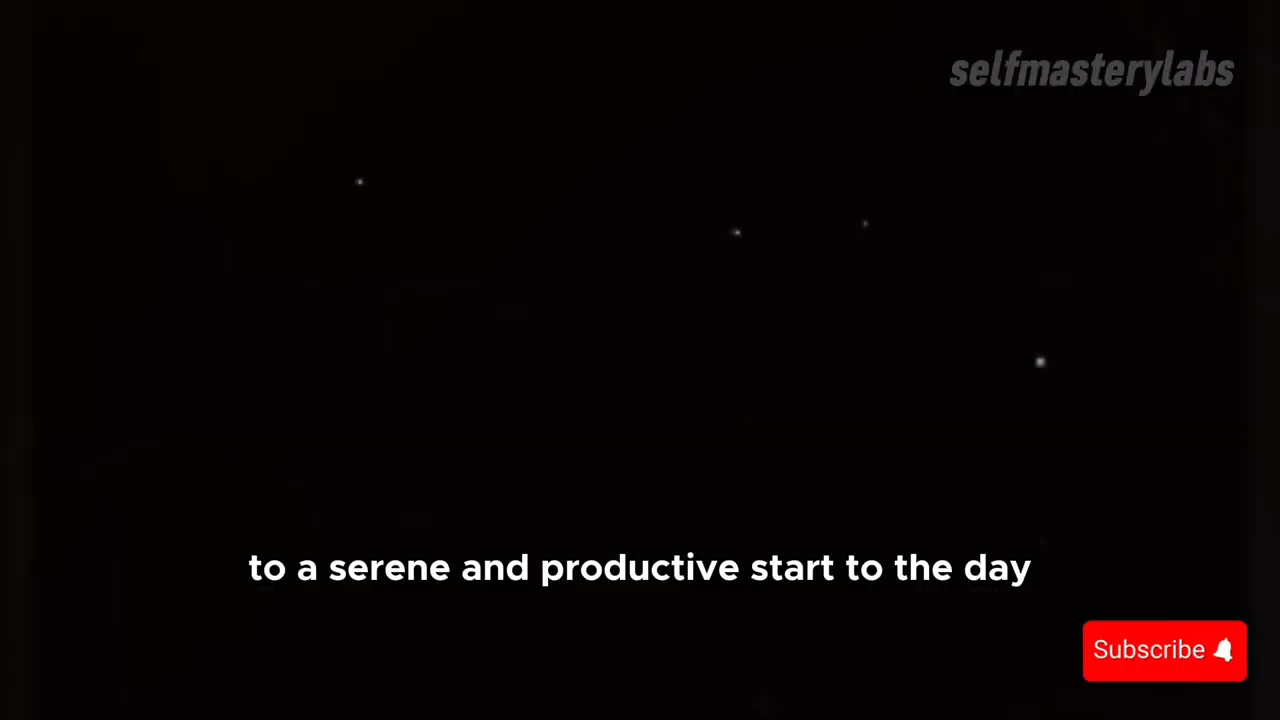 selfmasterylabs
to a serene and productive start to the day
Subscribe